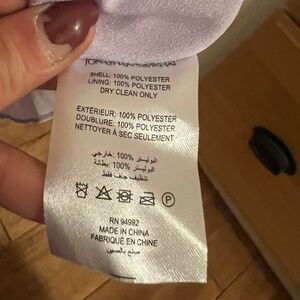 SHELL: 100% POLYESTER
LINING: 100% POLYESTER
DRY CLEAN ONLY
EXTÉRIEUR: 100% POLYESTER
DOUBLURE: 100% POLYESTER
NETTOYER À SEC SEULEMENT
البوليستر %100 :خارجي
البوليستر %100 :بطانة
تنظيف جاف فقط
RN 94992
MADE IN CHINA
FABRIQUÉ EN CHINE
صنع بالصين